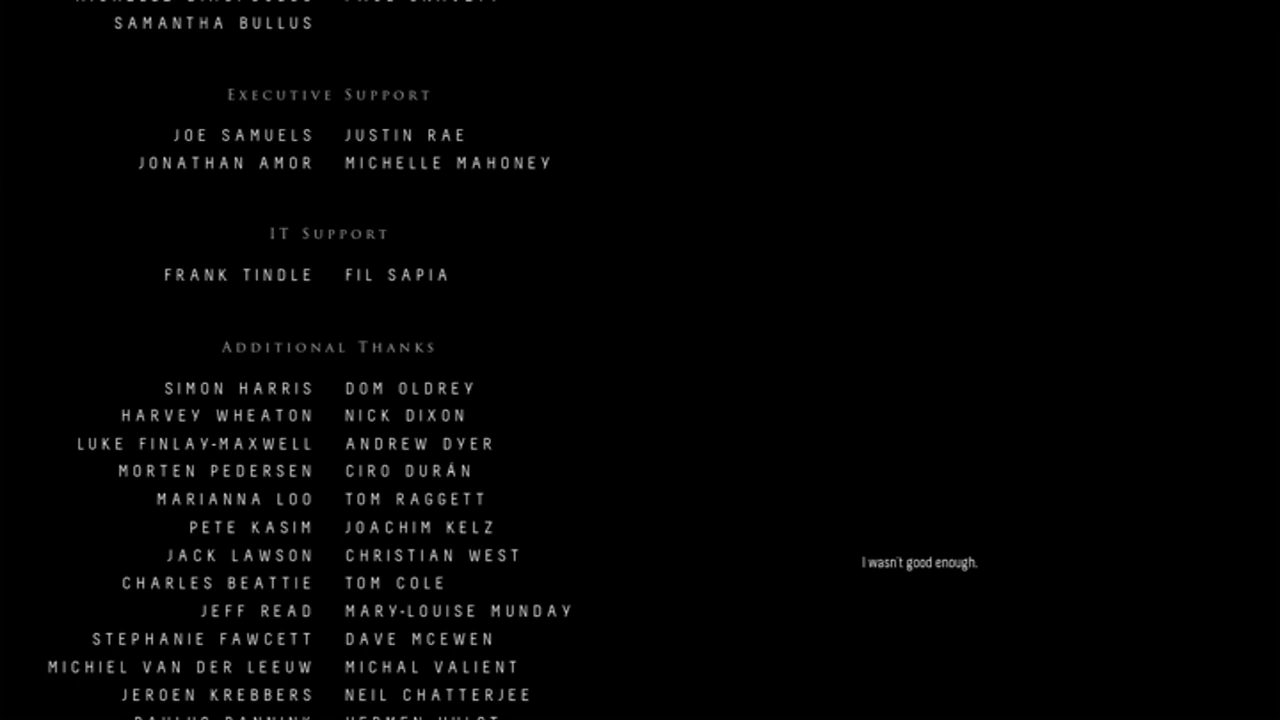 SAMANTHA BULLUS
EXECUTIVE SUPPORT
JOE SAMUELS JUSTIN RAE
JONATHAN AMOR MICHELLE MAHONEY
IT SUPPORT
FRANK TINDLE FIL SAPIA
ADDITIONAL THANKS
SIMON HARRIS DOM OLDREY
HARVEY WHEATON NICK DIXON
LUKE FINLAY-MAXWELL ANDREW DYER
MORTEN PEDERSEN CIRO DURÁN
MARIANNA LOO TOM RAGGETT
PETE KASIM JOACHIM KELZ
JACK LAWSON CHRISTIAN WEST
CHARLES BEATTIE TOM COLE
JEFF READ MARY-LOUISE MUNDAY
STEPHANIE FAWCETT DAVE MCEWEN
MICHIEL VAN DER LEEUW MICHAL VALIENT
JEROEN KREBBERS NEIL CHATTERJEE
I wasn't good enough.